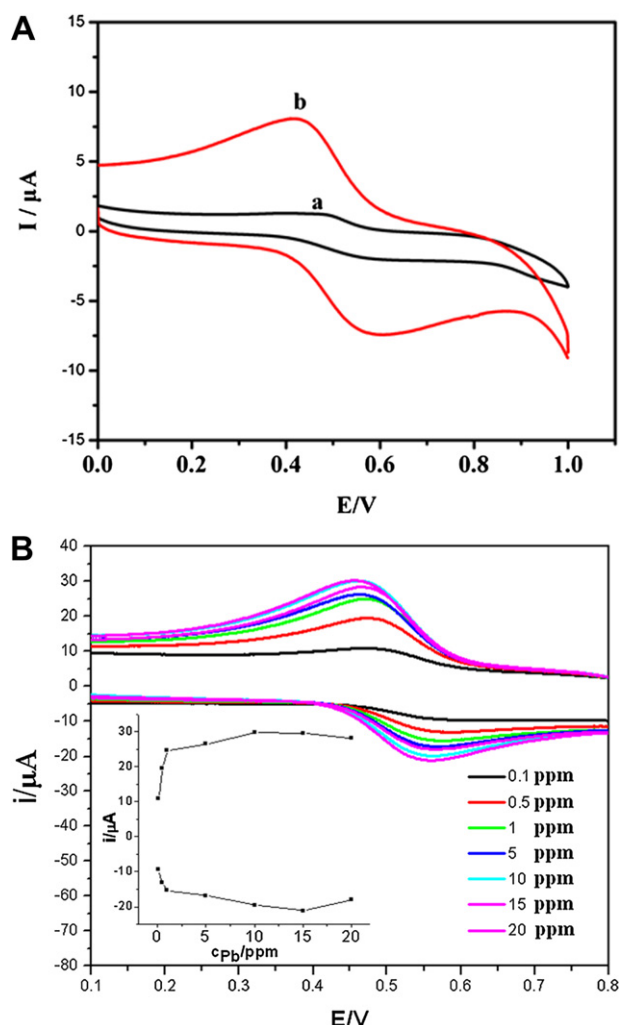 A
15
10
5
0
-5
-10
-15
I / μA
b
a
0.0 0.2 0.4 0.6 0.8 1.0
E/V
B
40
30
20
10
0
-10
-20
-30
-40
-50
-60
-70
-80
i/μA
30
20
10
0
-10
-20
i/μA
0 5 10 15 20
cPb/ppm
0.1 ppm
0.5 ppm
1 ppm
5 ppm
10 ppm
15 ppm
20 ppm
0.1 0.2 0.3 0.4 0.5 0.6 0.7 0.8
E/V